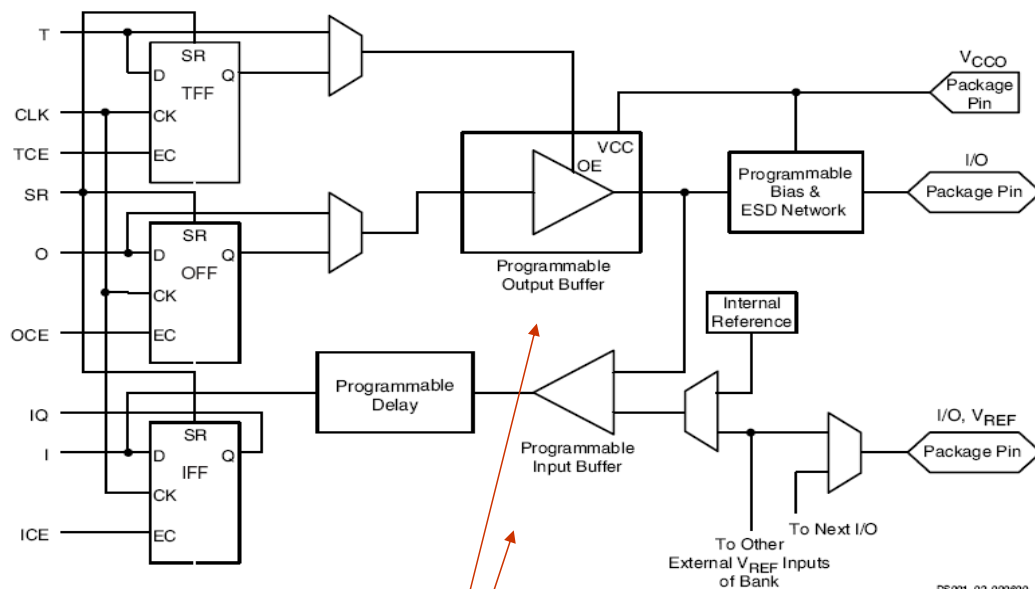 T
CLK
TCE
SR
O
OCE
IQ
I
ICE
SR
D
Q
TFF
CK
EC
SR
D
Q
OFF
CK
EC
SR
D
Q
IFF
CK
EC
VCC
OE
Programmable
Output Buffer
VCCO
Package
Pin
I/O
Package Pin
Programmable
Bias &
ESD Network
Internal
Reference
Programmable
Delay
Programmable
Input Buffer
I/O, VREF
Package Pin
To Next I/O
To Other
External VREF Inputs
of Bank